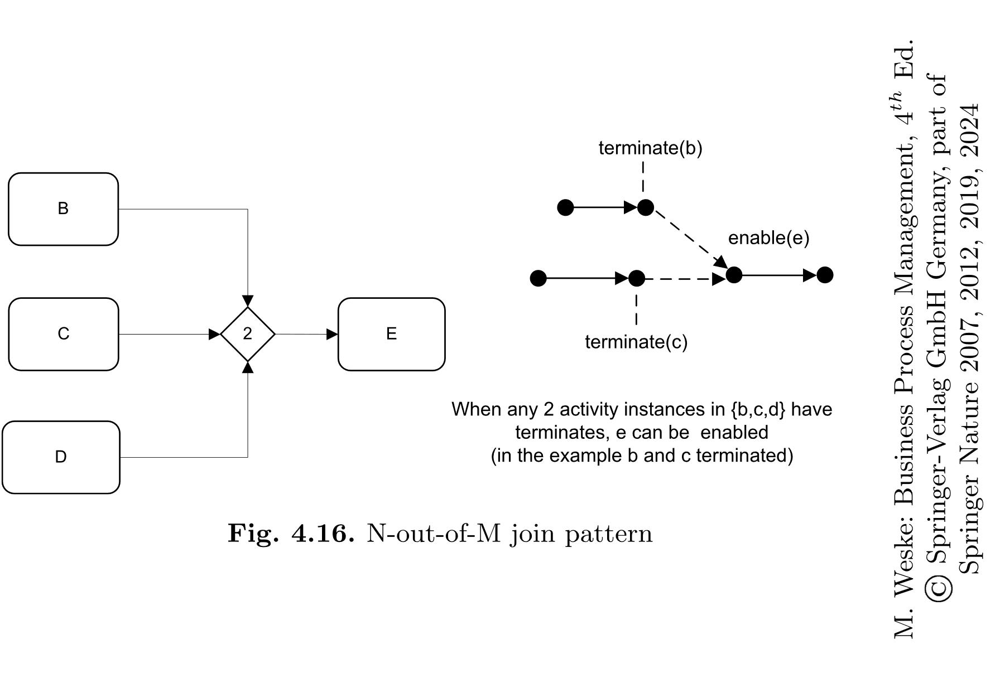 B
C
D
2
E
terminate(b)
enable(e)
terminate(c)
When any 2 activity instances in {b,c,d} have
terminates, e can be enabled
(in the example b and c terminated)
Fig. 4.16. N-out-of-M join pattern
M. Weske: Business Process Management, 4th Ed.
© Springer-Verlag GmbH Germany, part of
Springer Nature 2007, 2012, 2019, 2024